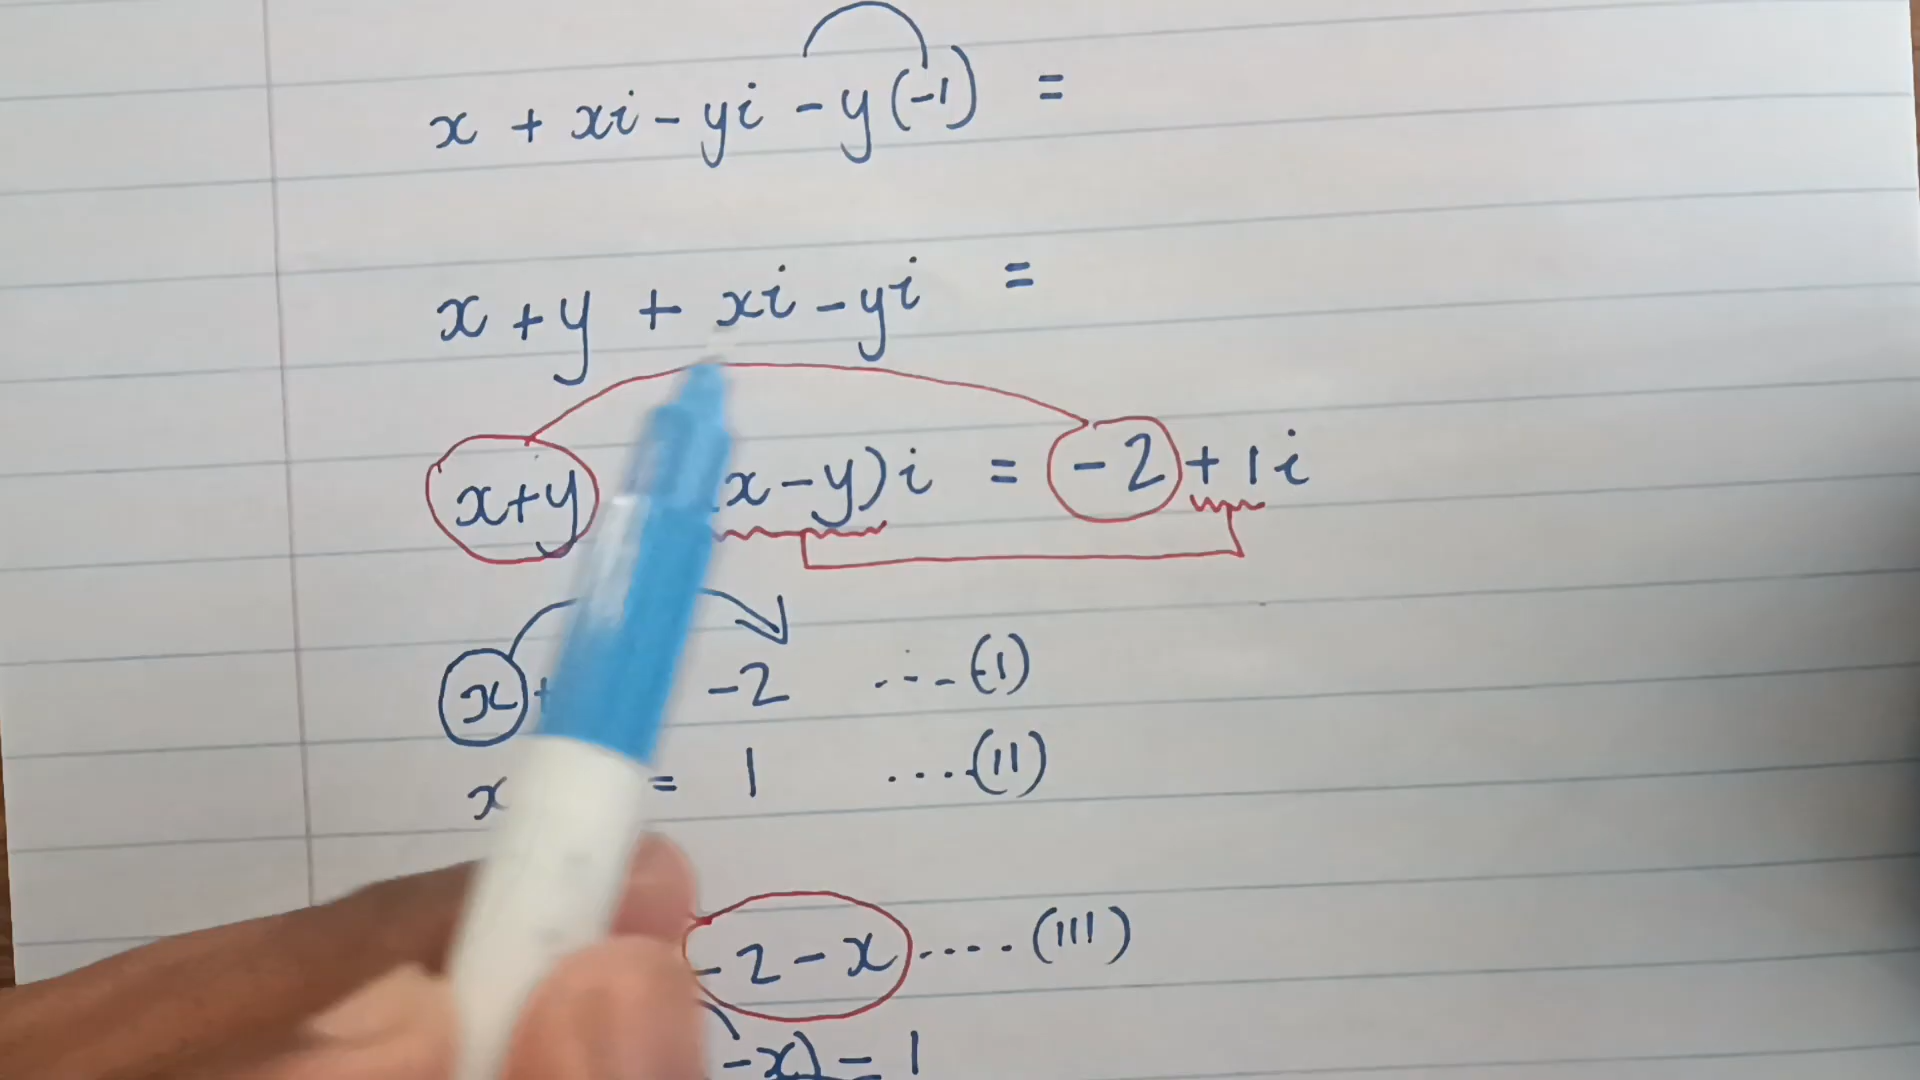 x + xi - yi - y(-1) =
x + y + xi - yi =
x+y (x-y)i = -2 + 1i
x+ -2 ....(I)
x = 1 ....(II)
-2 - x ....(III)
-x) = 1